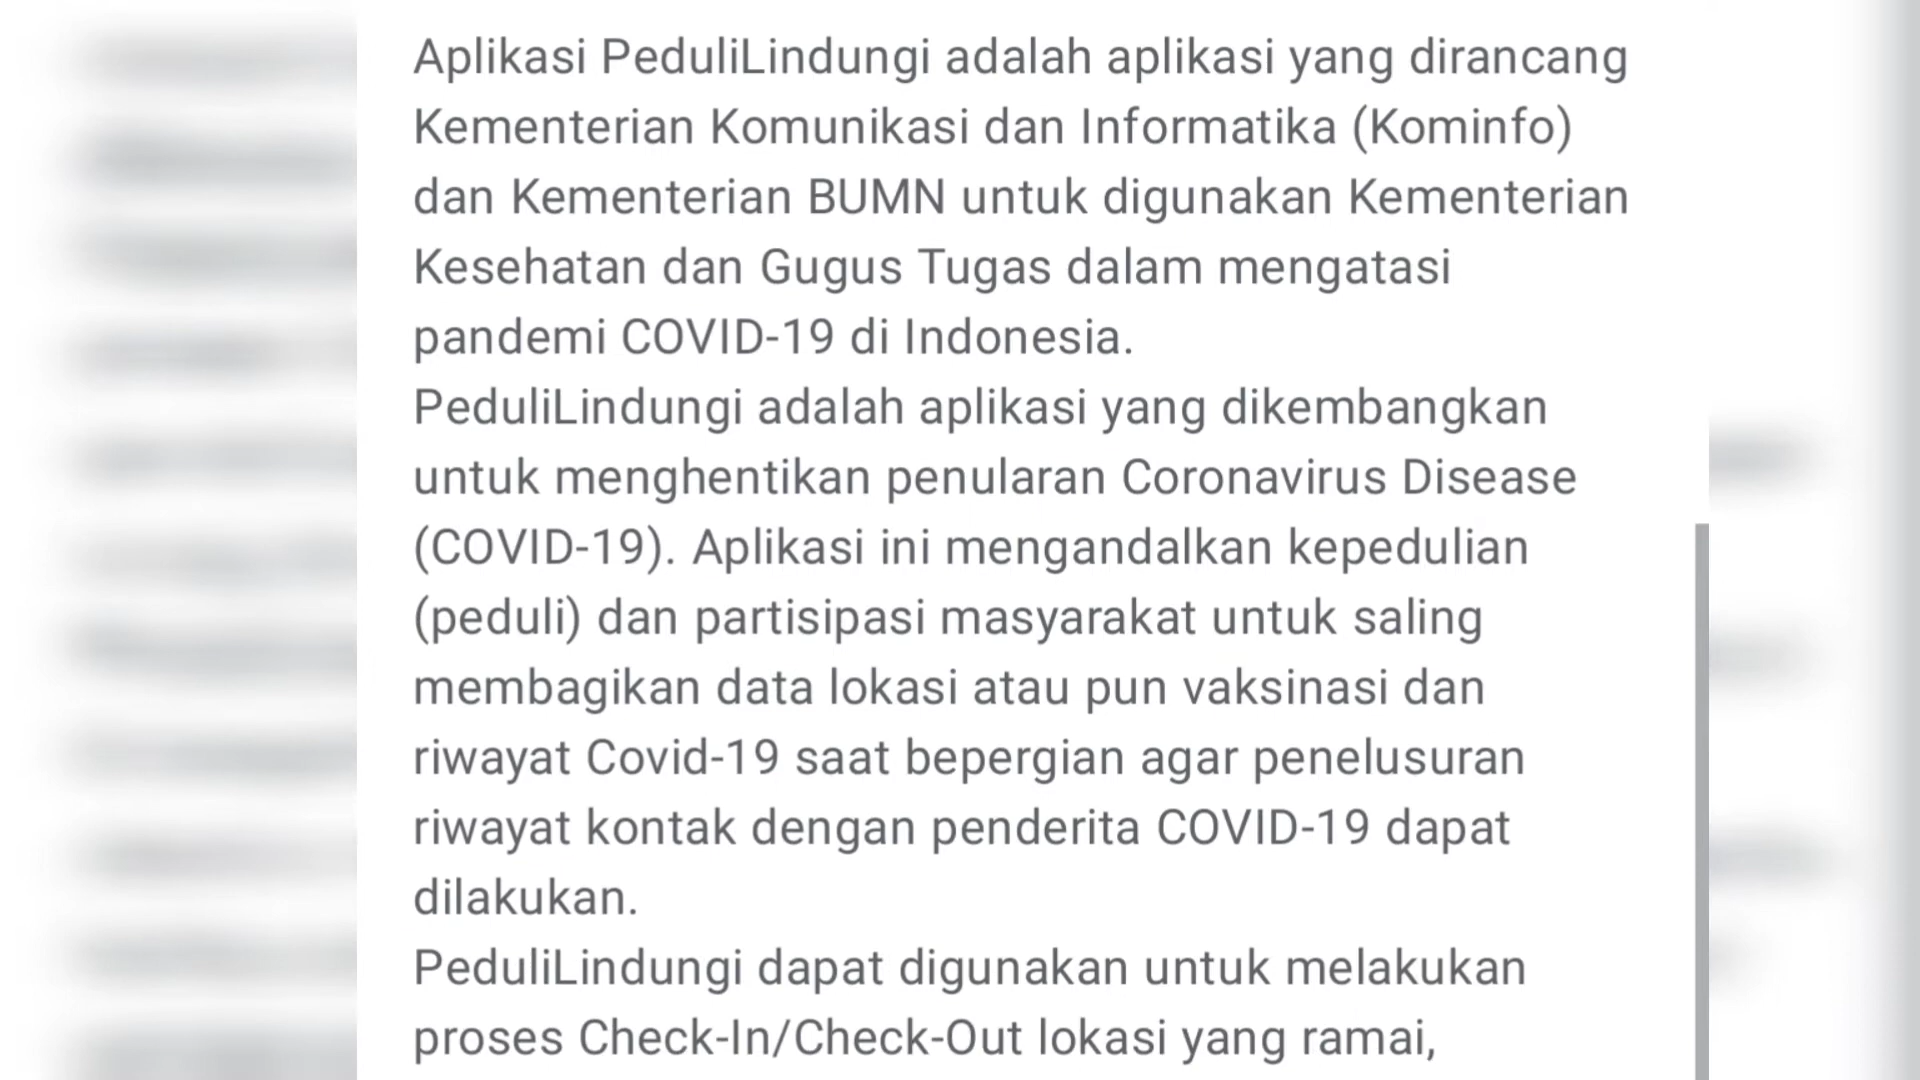 Aplikasi PeduliLindungi adalah aplikasi yang dirancang
Kementerian Komunikasi dan Informatika (Kominfo)
dan Kementerian BUMN untuk digunakan Kementerian
Kesehatan dan Gugus Tugas dalam mengatasi
pandemi COVID-19 di Indonesia.
PeduliLindungi adalah aplikasi yang dikembangkan
untuk menghentikan penularan Coronavirus Disease
(COVID-19). Aplikasi ini mengandalkan kepedulian
(peduli) dan partisipasi masyarakat untuk saling
membagikan data lokasi atau pun vaksinasi dan
riwayat Covid-19 saat bepergian agar penelusuran
riwayat kontak dengan penderita COVID-19 dapat
dilakukan.
PeduliLindungi dapat digunakan untuk melakukan
proses Check-In/Check-Out lokasi yang ramai,